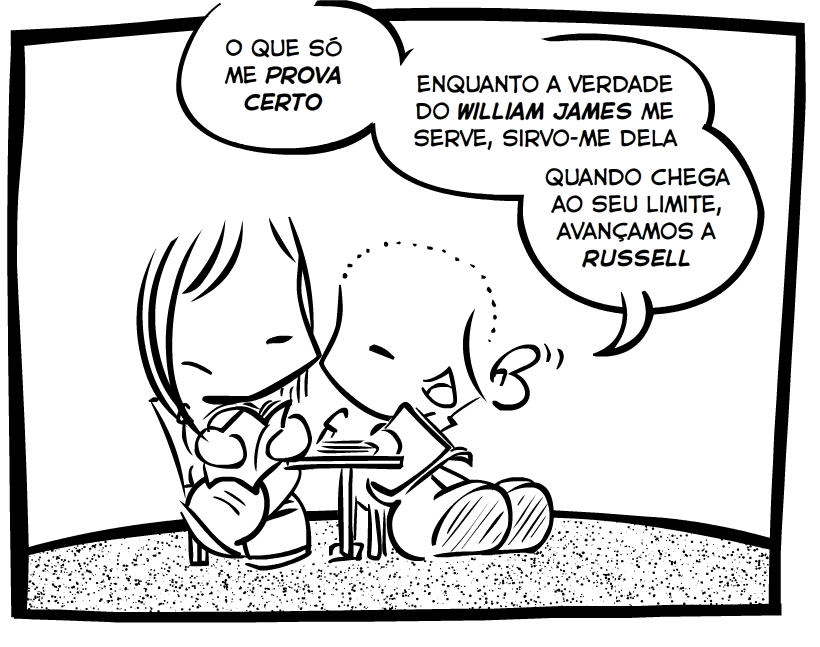 O QUE SÓ
ME PROVA
CERTO
ENQUANTO A VERDADE
DO WILLIAM JAMES ME
SERVE, SIRVO-ME DELA
QUANDO CHEGA
AO SEU LIMITE,
AVANÇAMOS A
RUSSELL